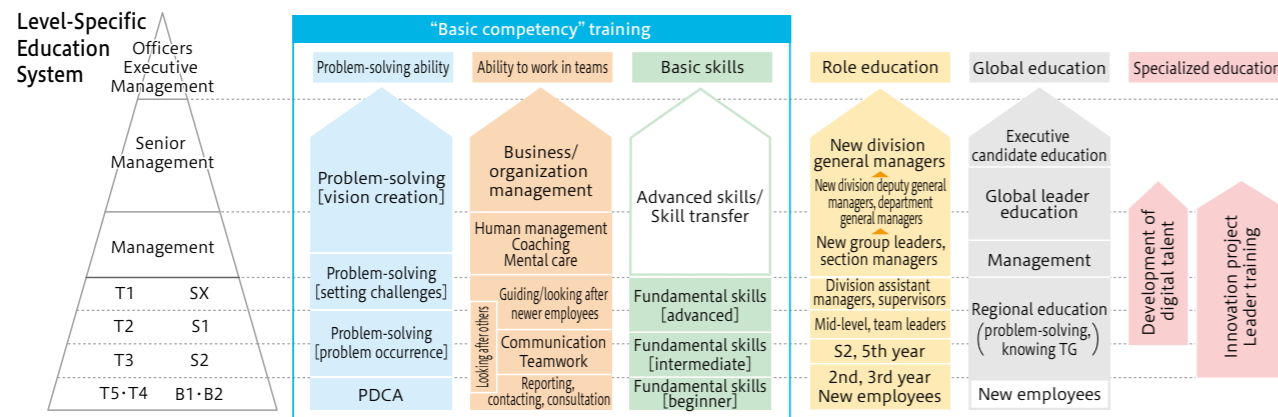 Level-Specific
Education
System
Officers
Executive
Management
Senior
Management
Management
T1 SX
T2 S1
T3 S2
T5・T4 B1・B2
“Basic competency” training
Problem-solving ability
Problem-solving
[vision creation]
Problem-solving
[setting challenges]
Problem-solving
[problem occurrence]
PDCA
Ability to work in teams
Business/
organization
management
Human management
Coaching
Mental care
Guiding/looking after
newer employees
Looking after others
Communication
Teamwork
Reporting,
contacting, consultation
Basic skills
Advanced skills/
Skill transfer
Fundamental skills
[advanced]
Fundamental skills
[intermediate]
Fundamental skills
[beginner]
Role education
New division
general managers
New division deputy general
managers, department
general managers
New group leaders,
section managers
Division assistant
managers, supervisors
Mid-level, team leaders
S2, 5th year
2nd, 3rd year
New employees
Global education
Executive
candidate education
Global leader
education
Management
Regional education
(problem-solving,
knowing TG)
New employees
Specialized education
Development of
digital talent
Innovation project
Leader training